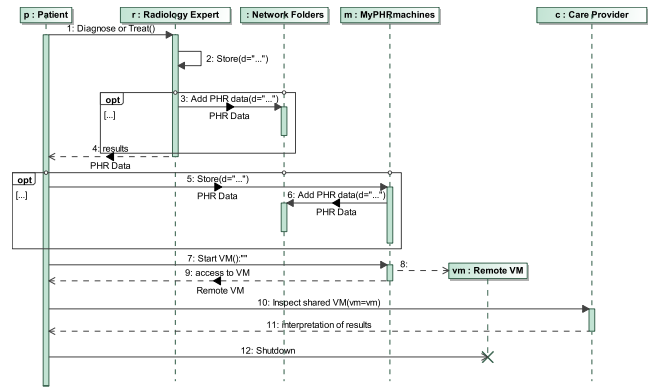 p : Patient
r : Radiology Expert
: Network Folders
m : MyPHRmachines
c : Care Provider
1: Diagnose or Treat()
2: Store(d="...")
opt
[...]
3: Add PHR data(d="...")
PHR Data
4: results
PHR Data
opt
[...]
5: Store(d="...")
PHR Data
6: Add PHR data(d="...")
PHR Data
7: Start VM():""
8:
vm : Remote VM
9: access to VM
Remote VM
10: Inspect shared VM(vm=vm)
11: interpretation of results
12: Shutdown